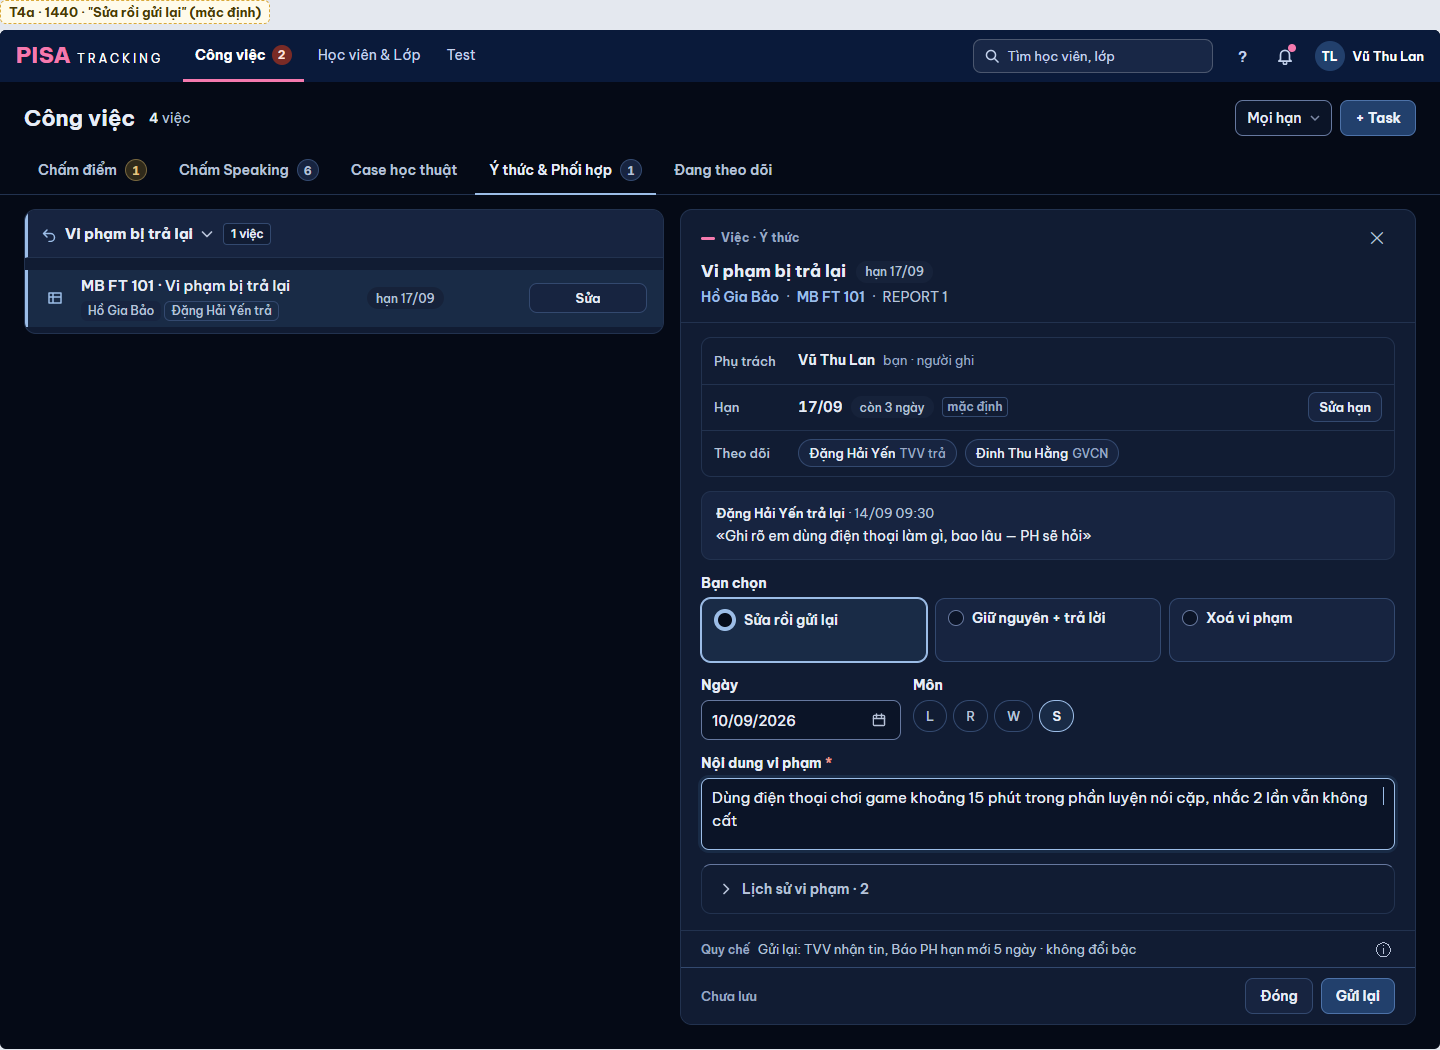 T4a · 1440 · "Sửa rồi gửi lại" (mặc định)
PISA TRACKING
Công việc 2
Học viên & Lớp
Test
Tìm học viên, lớp
?
TL
Vũ Thu Lan
Công việc 4 việc
Mọi hạn
+ Task
Chấm điểm 1
Chấm Speaking 6
Case học thuật
Ý thức & Phối hợp 1
Đang theo dõi
Vi phạm bị trả lại 1 việc
MB FT 101 · Vi phạm bị trả lại
Hồ Gia Bảo Đặng Hải Yến trả
hạn 17/09
Sửa
Việc · Ý thức
Vi phạm bị trả lại hạn 17/09
Hồ Gia Bảo · MB FT 101 · REPORT 1
Phụ trách Vũ Thu Lan bạn · người ghi
Hạn 17/09 còn 3 ngày mặc định Sửa hạn
Theo dõi Đặng Hải Yến TVV trả Đinh Thu Hằng GVCN
Đặng Hải Yến trả lại · 14/09 09:30
«Ghi rõ em dùng điện thoại làm gì, bao lâu — PH sẽ hỏi»
Bạn chọn
Sửa rồi gửi lại
Giữ nguyên + trả lời
Xoá vi phạm
Ngày
10/09/2026
Môn
L R W S
Nội dung vi phạm *
Dùng điện thoại chơi game khoảng 15 phút trong phần luyện nói cặp, nhắc 2 lần vẫn không
cất
Lịch sử vi phạm · 2
Quy chế Gửi lại: TVV nhận tin, Báo PH hạn mới 5 ngày · không đổi bậc
Chưa lưu
Đóng
Gửi lại